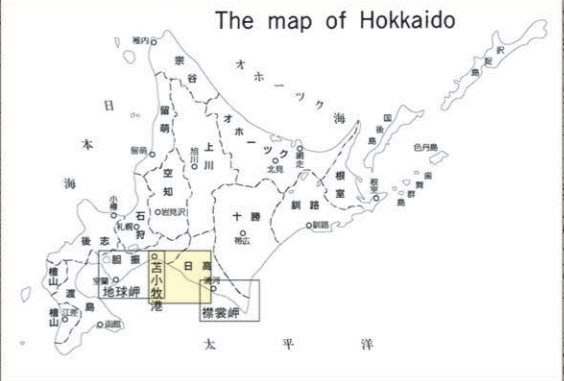 The map of Hokkaido
稚内
宗谷
オホーツク海
択捉島
日本海
留萌
オホーツク
国後島
上川
旭川
網走
北見
色丹島
留萌
空知
根室
歯舞群島
根室
釧路
小樽
石狩
岩見沢
十勝
札幌
釧路
後志
帯広
胆振
日高
檜山
室蘭
苫小牧港
浦河
地球岬
渡島
襟裳岬
檜山
江差
函館
太平洋